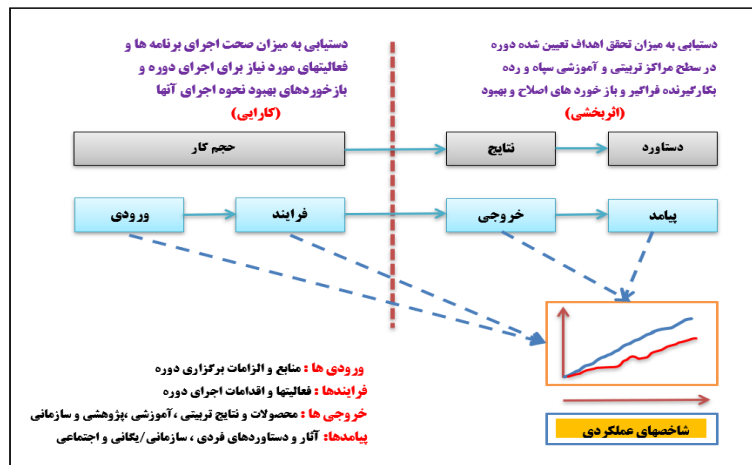 دستیابی به میزان تحقق اهداف تعیین شده دوره
در سطح مراکز تربیتی و آموزشی سپاه و رده
بکارگیرنده فراگیر و باز خورد های اصلاح و بهبود
(اثربخشی)
دستیابی به میزان صحت اجرای برنامه ها و
فعالیتهای مورد نیاز برای اجرای دوره و
بازخوردهای بهبود نحوه اجرای آنها
(کارایی)
حجم کار
نتایج
دستاورد
ورودی
فرایند
خروجی
پیامد
ورودی ها : منابع و الزامات برگزاری دوره
فرایندها : فعالیتها و اقدامات اجرای دوره
خروجی ها : محصولات و نتایج تربیتی ،آموزشی ،پژوهشی و سازمانی
پیامدها: آثار و دستاوردهای فردی ، سازمانی/یگانی و اجتماعی
شاخصهای عملکردی